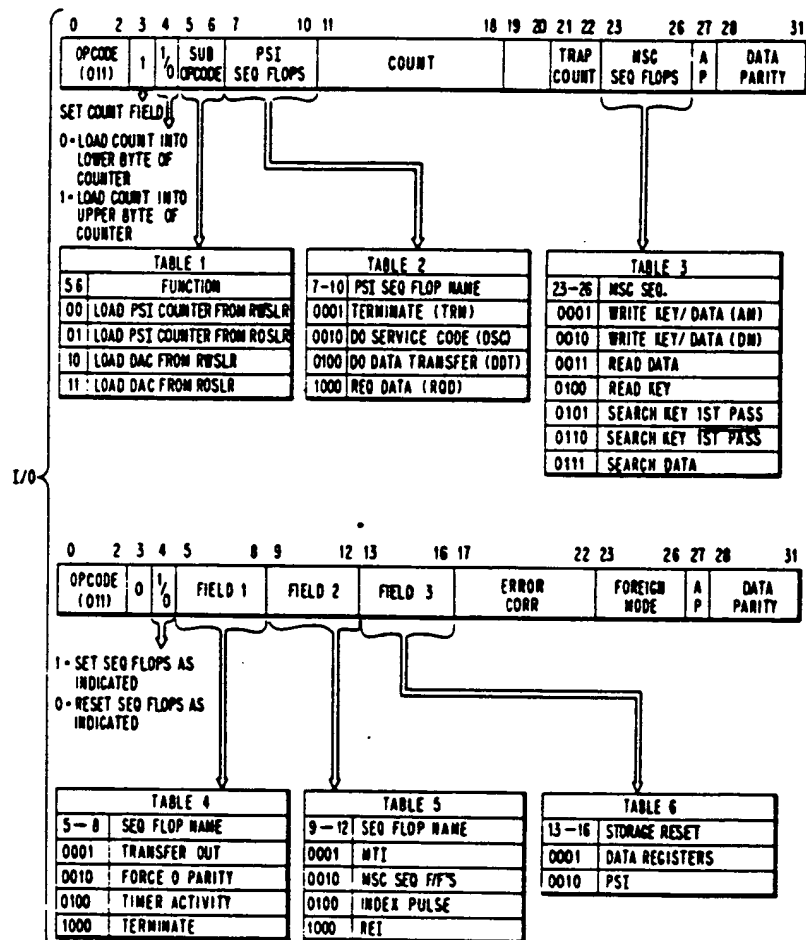 0 2 3 4 5 6 7 10 11 18 19 20 21 22 23 26 27 28 31
OPCODE (011) 1 1/0 SUB OPCODE PSI SEQ FLOPS COUNT TRAP COUNT MSC SEQ FLOPS A P DATA PARITY
SET COUNT FIELD
0=LOAD COUNT INTO
LOWER BYTE OF
COUNTER
1=LOAD COUNT INTO
UPPER BYTE OF
COUNTER
TABLE 1
5 6 FUNCTION
00 LOAD PSI COUNTER FROM RWSLR
01 LOAD PSI COUNTER FROM ROSLR
10 LOAD DAC FROM RWSLR
11 LOAD DAC FROM ROSLR
TABLE 2
7-10 PSI SEQ FLOP NAME
0001 TERMINATE (TRM)
0010 DO SERVICE CODE (DSC)
0100 DO DATA TRANSFER (DDT)
1000 REQ DATA (RQD)
TABLE 3
23-26 MSC SEQ.
0001 WRITE KEY/DATA (AM)
0010 WRITE KEY/DATA (DM)
0011 READ DATA
0100 READ KEY
0101 SEARCH KEY 1ST PASS
0110 SEARCH KEY 1ST PASS
0111 SEARCH DATA
I/O
0 2 3 4 5 8 9 12 13 16 17 22 23 26 27 28 31
OPCODE (011) 0 1/0 FIELD 1 FIELD 2 FIELD 3 ERROR CORR FOREIGN MODE A P DATA PARITY
1=SET SEQ FLOPS AS
INDICATED
0=RESET SEQ FLOPS AS
INDICATED
TABLE 4
5-8 SEQ FLOP NAME
0001 TRANSFER OUT
0010 FORCE 0 PARITY
0100 TIMER ACTIVITY
1000 TERMINATE
TABLE 5
9-12 SEQ FLOP NAME
0001 MTI
0010 MSC SEQ F/F'S
0100 INDEX PULSE
1000 REI
TABLE 6
13-16 STORAGE RESET
0001 DATA REGISTERS
0010 PSI